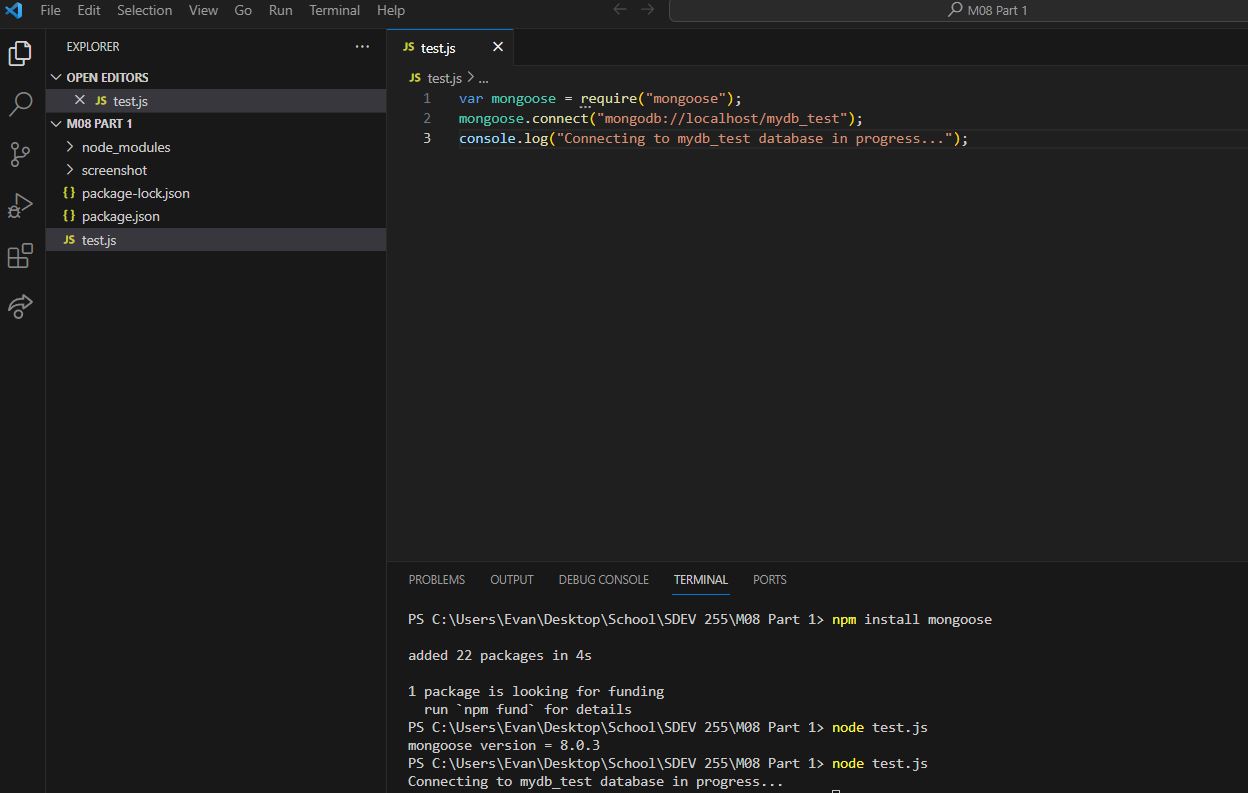 File Edit Selection View Go Run Terminal Help
M08 Part 1
EXPLORER
OPEN EDITORS
JS test.js
M08 PART 1
node_modules
screenshot
{} package-lock.json
{} package.json
JS test.js
JS test.js
JS test.js > ...
1 var mongoose = require("mongoose");
2 mongoose.connect("mongodb://localhost/mydb_test");
3 console.log("Connecting to mydb_test database in progress...");
PROBLEMS OUTPUT DEBUG CONSOLE TERMINAL PORTS
PS C:\Users\Evan\Desktop\School\SDEV 255\M08 Part 1> npm install mongoose
added 22 packages in 4s
1 package is looking for funding
run `npm fund` for details
PS C:\Users\Evan\Desktop\School\SDEV 255\M08 Part 1> node test.js
mongoose version = 8.0.3
PS C:\Users\Evan\Desktop\School\SDEV 255\M08 Part 1> node test.js
Connecting to mydb_test database in progress...